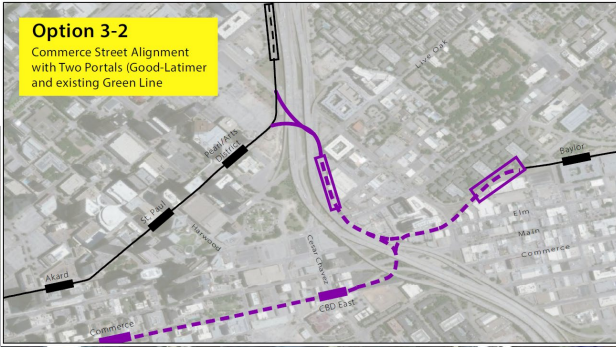 Option 3-2
Commerce Street Alignment
with Two Portals (Good-Latimer
and existing Green Line
Live Oak
Pearl/Arts
District
Baylor
St. Paul
Harwood
Elm
Main
Commerce
Cesar Chavez
Akard
CBD East
Commerce